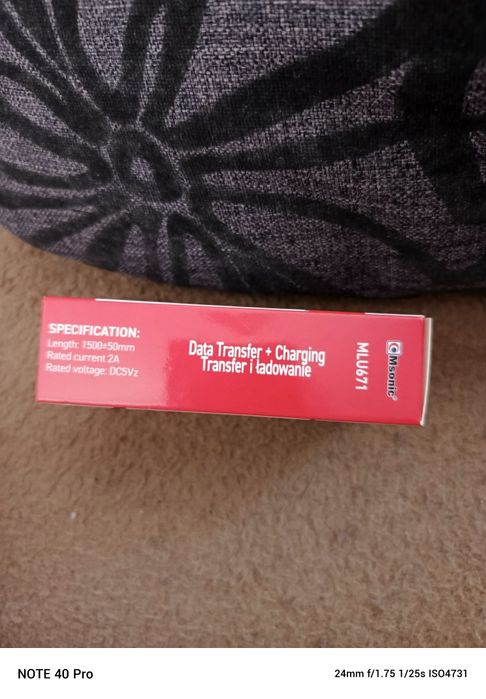 SPECIFICATION:
Length: 1500±50mm
Rated current 2A
Rated voltage: DC5Vz
Data Transfer + Charging
Transfer i ładowanie
MLU671
Msonic®
NOTE 40 Pro
24mm f/1.75 1/25s ISO4731